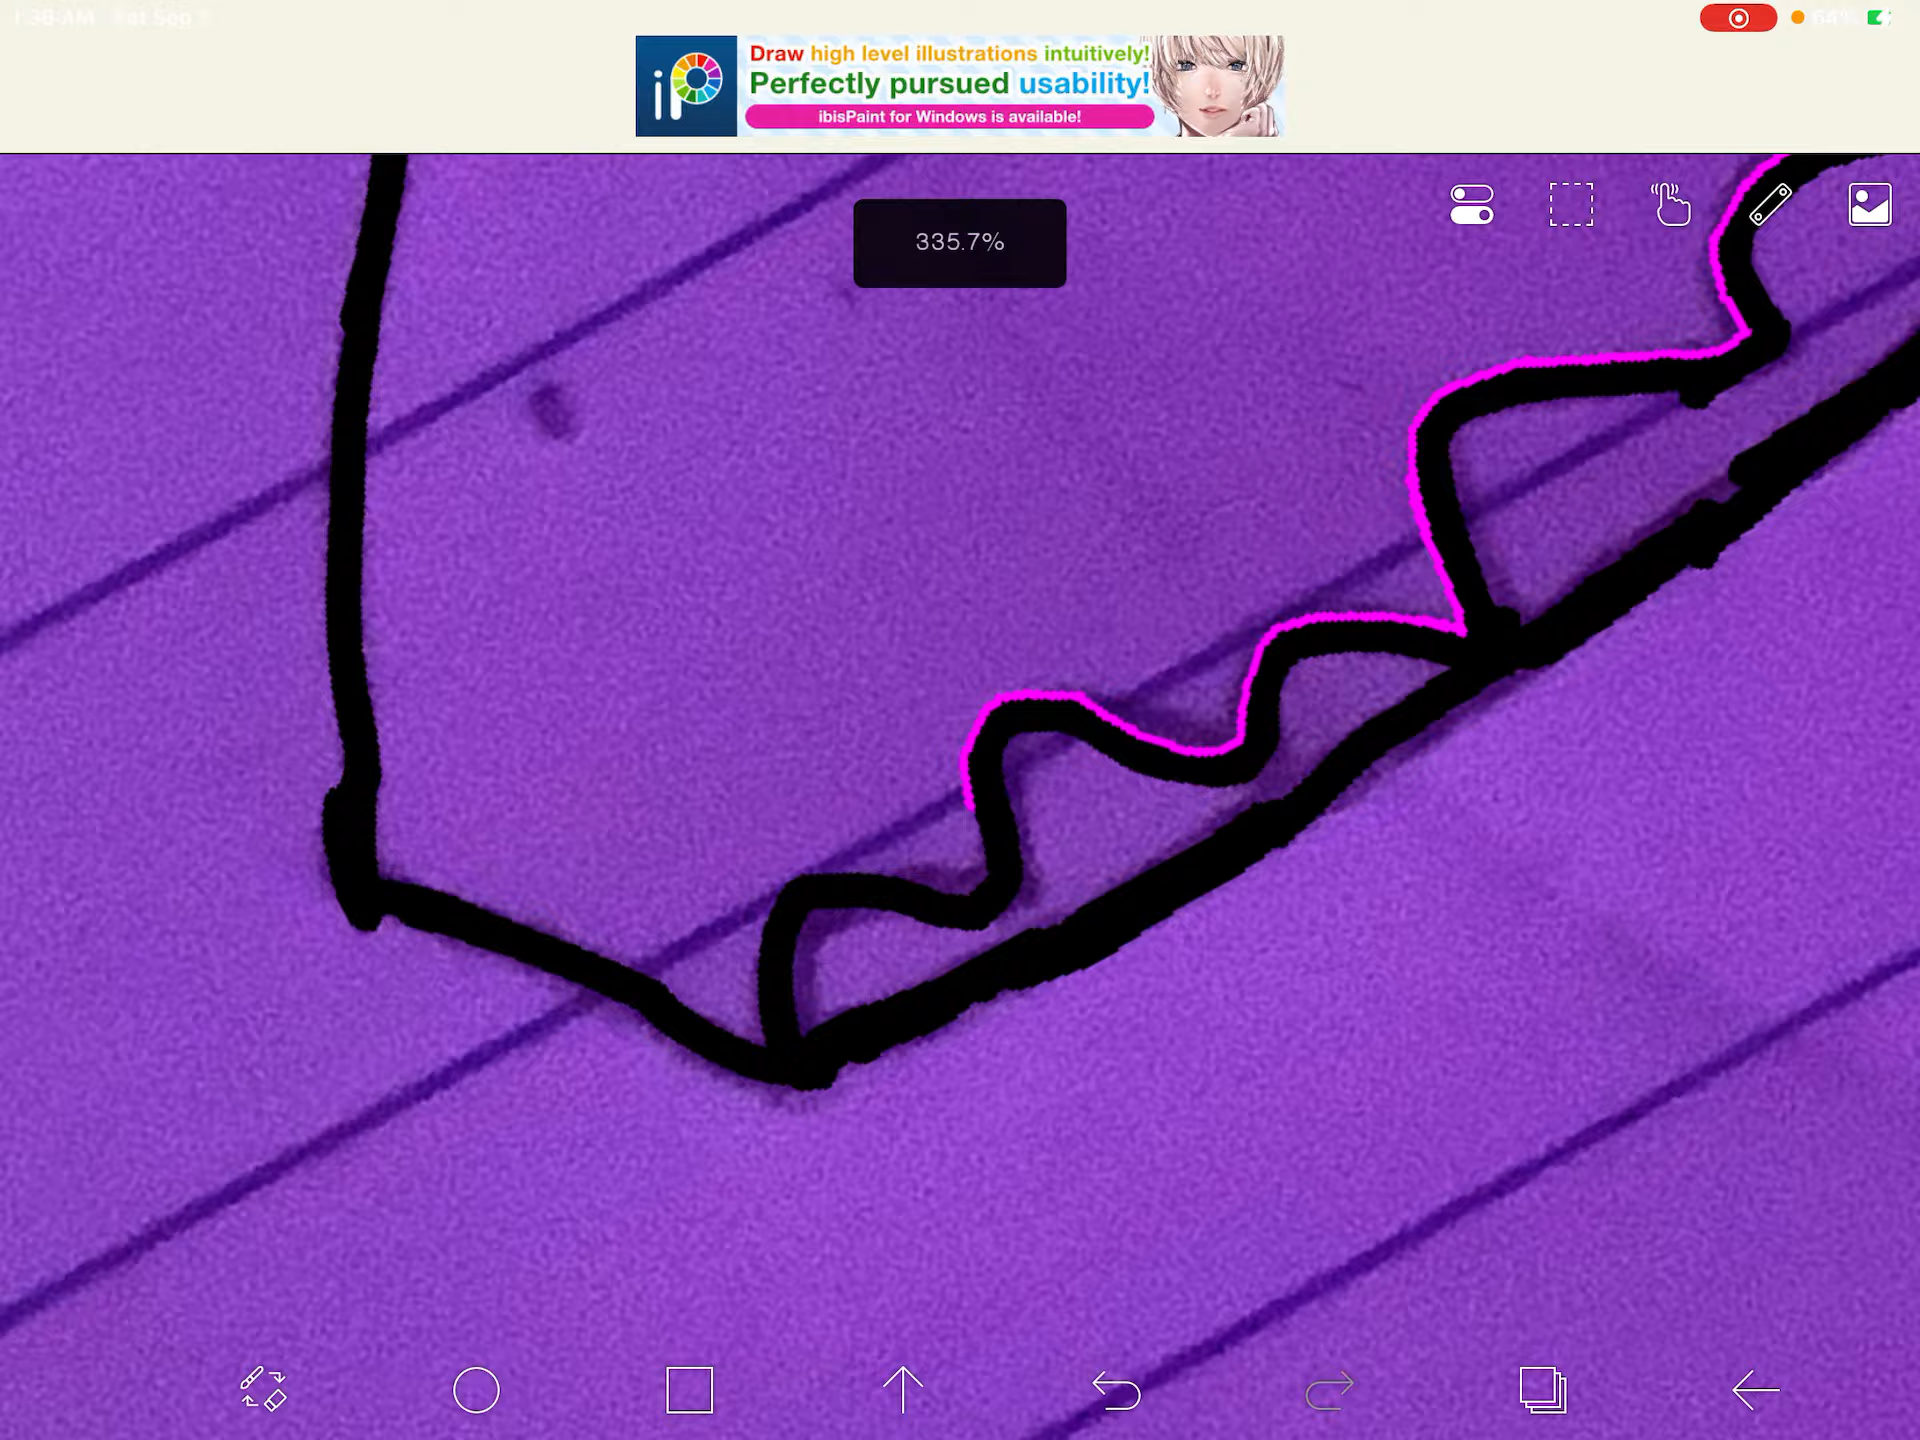 Draw high level illustrations intuitively!
Perfectly pursued usability!
ibisPaint for Windows is available!
335.7%